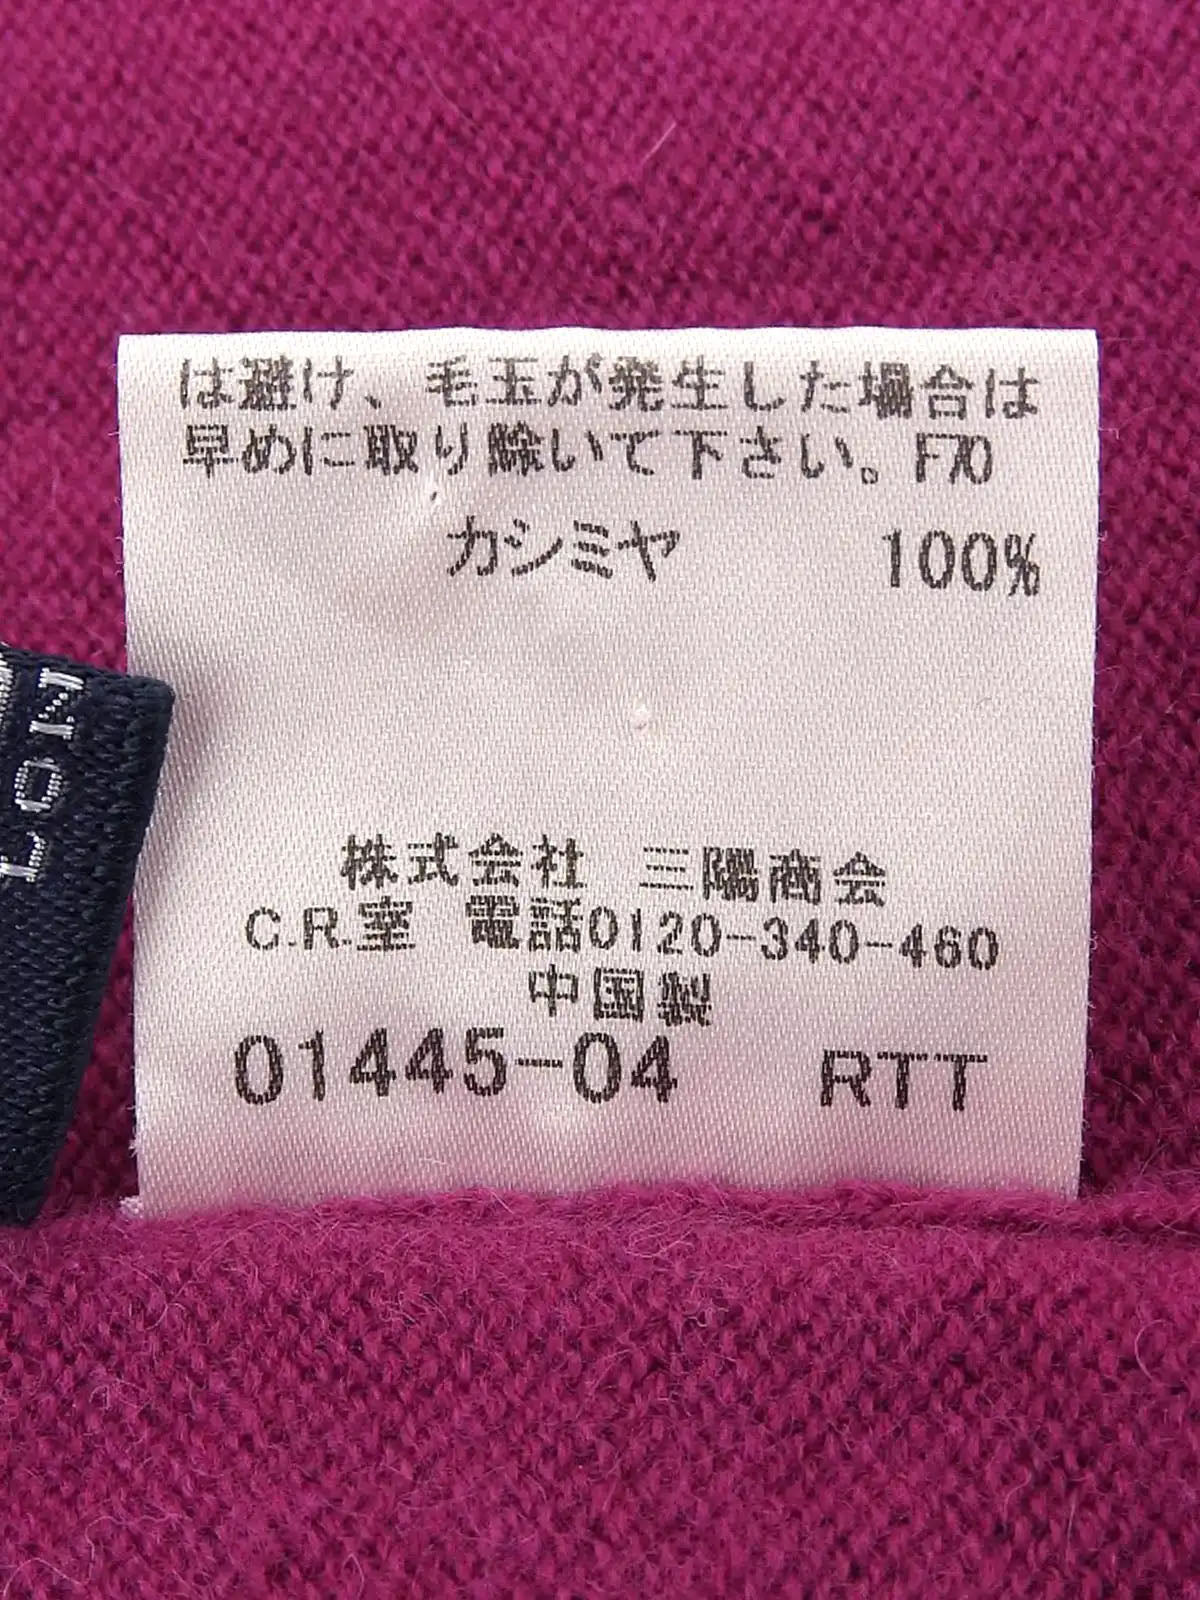 は避け、毛玉が発生した場合は
早めに取り除いて下さい。F70
カシミヤ 100%
株式会社 三陽商会
C.R.室 電話0120-340-460
中国製
01445-04 RTT
LON